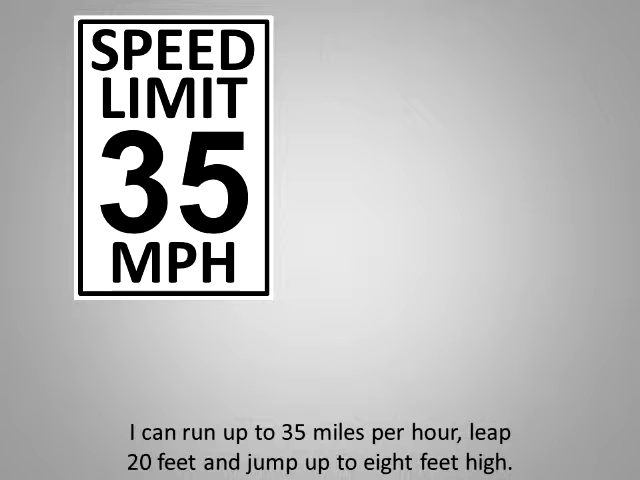 SPEED
LIMIT
35
MPH
I can run up to 35 miles per hour, leap
20 feet and jump up to eight feet high.